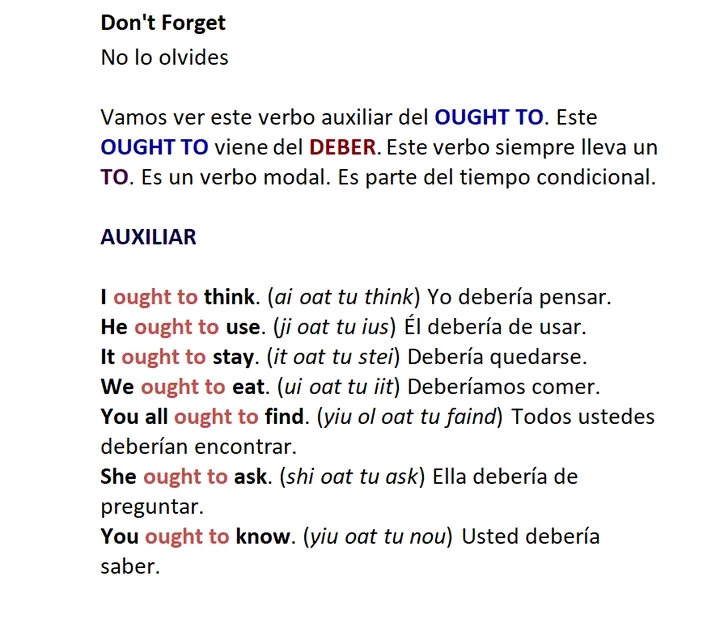 Don't Forget
No lo olvides
Vamos ver este verbo auxiliar del OUGHT TO. Este
OUGHT TO viene del DEBER. Este verbo siempre lleva un
TO. Es un verbo modal. Es parte del tiempo condicional.
AUXILIAR
I ought to think. (ai oat tu think) Yo debería pensar.
He ought to use. (ji oat tu ius) Él debería de usar.
It ought to stay. (it oat tu stei) Debería quedarse.
We ought to eat. (ui oat tu iit) Deberíamos comer.
You all ought to find. (yiu ol oat tu faind) Todos ustedes
deberían encontrar.
She ought to ask. (shi oat tu ask) Ella debería de
preguntar.
You ought to know. (yiu oat tu nou) Usted debería
saber.